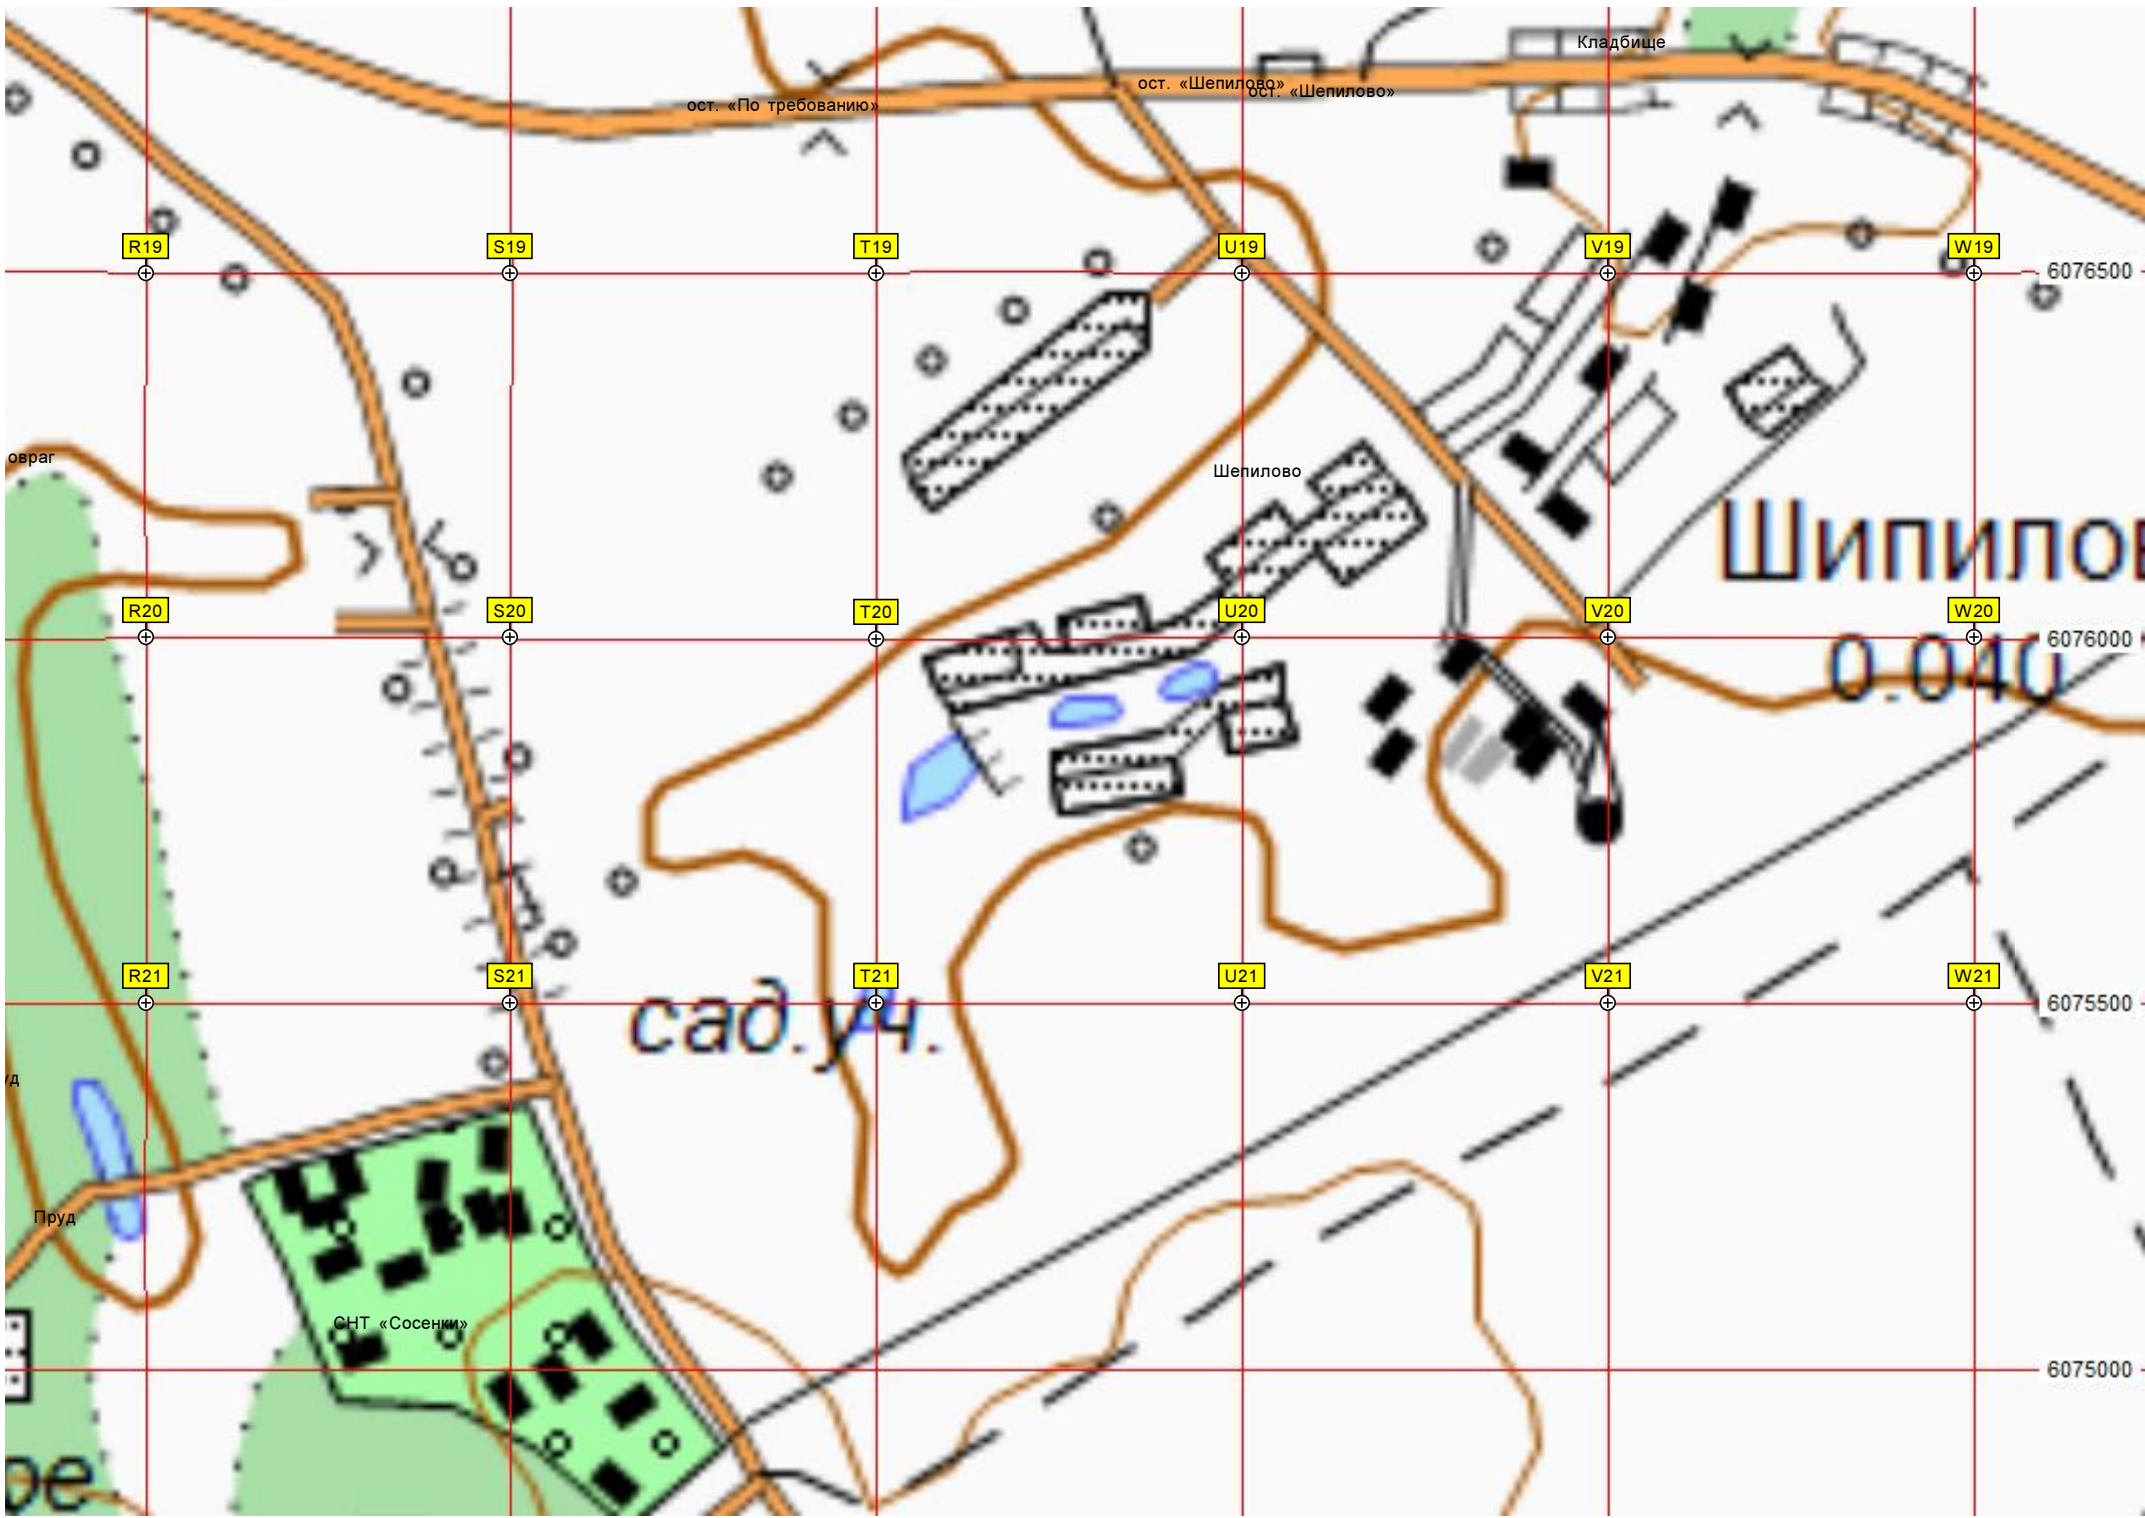 Кладбище
ост. «Шепилово»
ост. «Шепилово»
ост. «По требованию»
R19
S19
T19
U19
V19
W19
6076500
овраг
Шепилово
Шипилов
R20
S20
T20
U20
V20
W20
6076000
0.040
R21
S21
T21
U21
V21
W21
6075500
сад.уч.
Пруд
СНТ «Сосенки»
6075000
ое